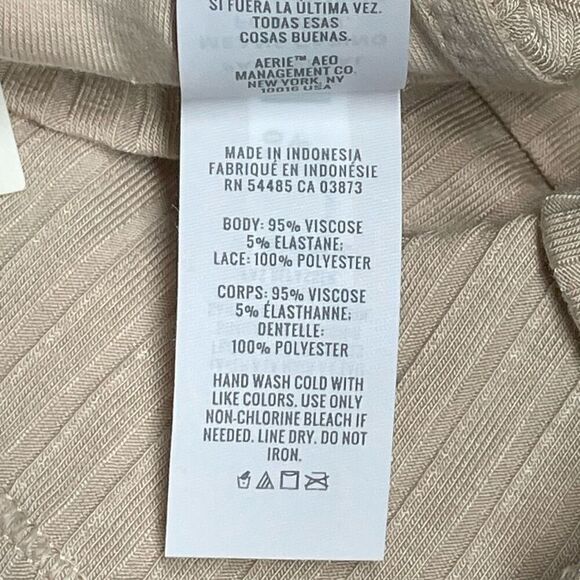 SI FUERA LA ÚLTIMA VEZ.
TODAS ESAS
COSAS BUENAS.
AERIE™ AEO
MANAGEMENT CO.
NEW YORK, NY
10016 USA
MADE IN INDONESIA
FABRIQUÉ EN INDONÉSIE
RN 54485 CA 03873
BODY: 95% VISCOSE
5% ELASTANE;
LACE: 100% POLYESTER
CORPS: 95% VISCOSE
5% ÉLASTHANNE;
DENTELLE:
100% POLYESTER
HAND WASH COLD WITH
LIKE COLORS. USE ONLY
NON-CHLORINE BLEACH IF
NEEDED. LINE DRY. DO NOT
IRON.